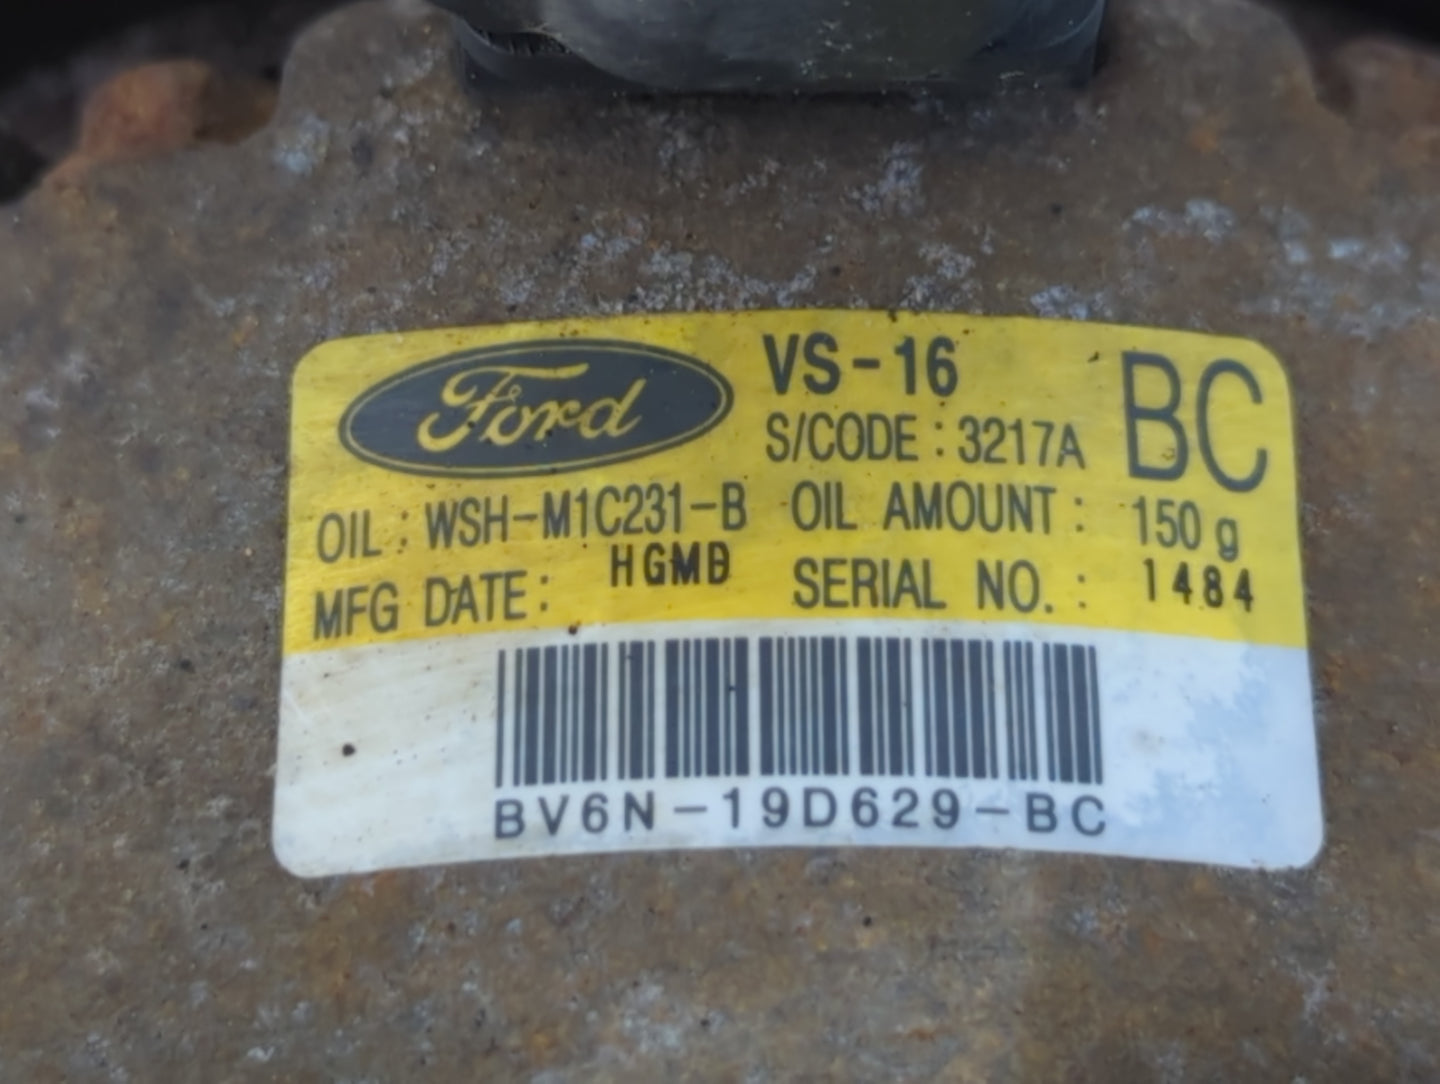 Ford VS-16 BC
S/CODE : 3217A
OIL : WSH-M1C231-B OIL AMOUNT : 150 g
MFG DATE : HGMD SERIAL NO. : 1484
BV6N-19D629-BC